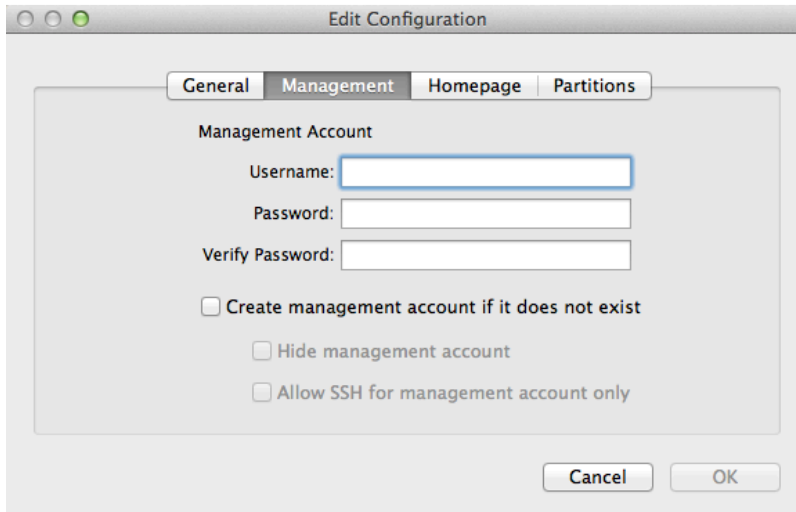 Edit Configuration
General Management Homepage Partitions
Management Account
Username:
Password:
Verify Password:
Create management account if it does not exist
Hide management account
Allow SSH for management account only
Cancel OK